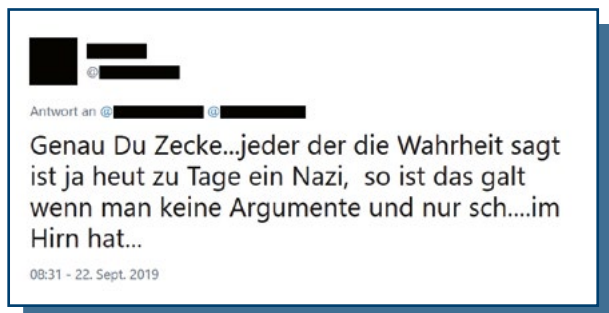 @
Antwort an @ @
Genau Du Zecke...jeder der die Wahrheit sagt
ist ja heut zu Tage ein Nazi, so ist das galt
wenn man keine Argumente und nur sch....im
Hirn hat...
08:31 - 22. Sept. 2019